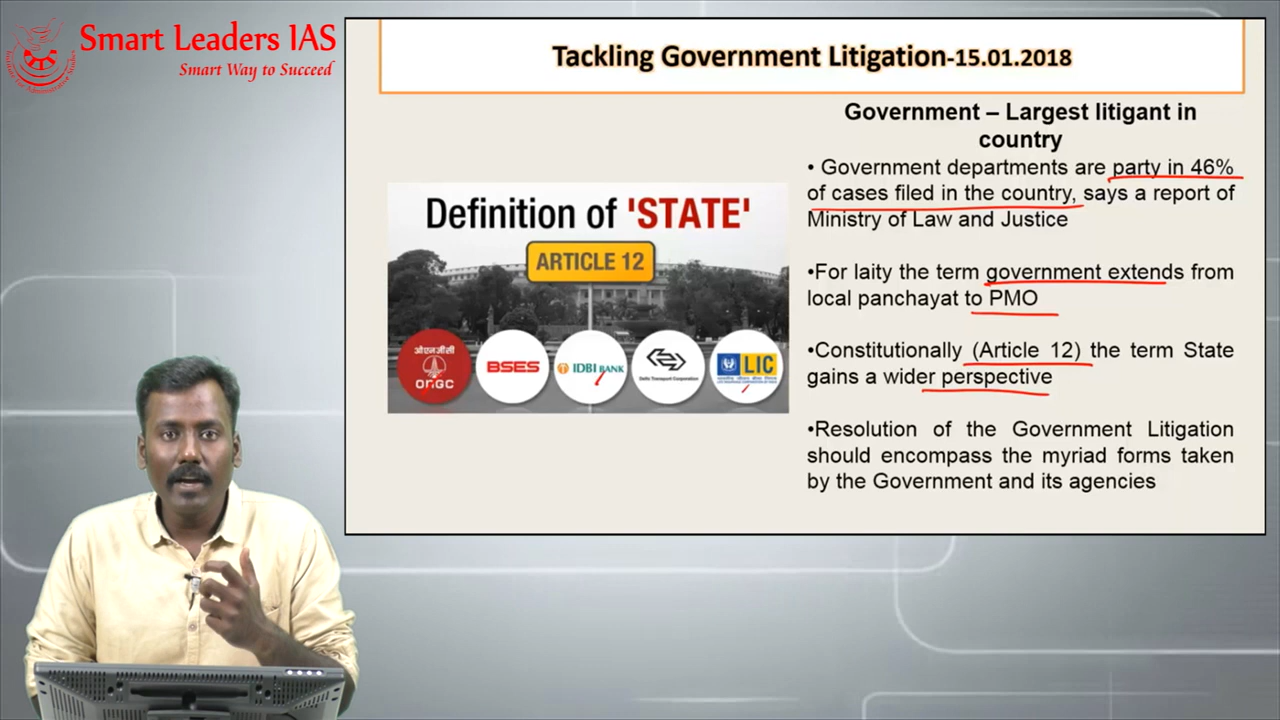 Smart Leaders IAS
Smart Way to Succeed
Tackling Government Litigation-15.01.2018
Government – Largest litigant in
country
• Government departments are party in 46%
of cases filed in the country, says a report of
Ministry of Law and Justice
•For laity the term government extends from
local panchayat to PMO
•Constitutionally (Article 12) the term State
gains a wider perspective
•Resolution of the Government Litigation
should encompass the myriad forms taken
by the Government and its agencies
Definition of 'STATE'
ARTICLE 12
ओएनजीसी
ONGC
BSES
IDBI BANK
Delhi Transport Corporation
LIC